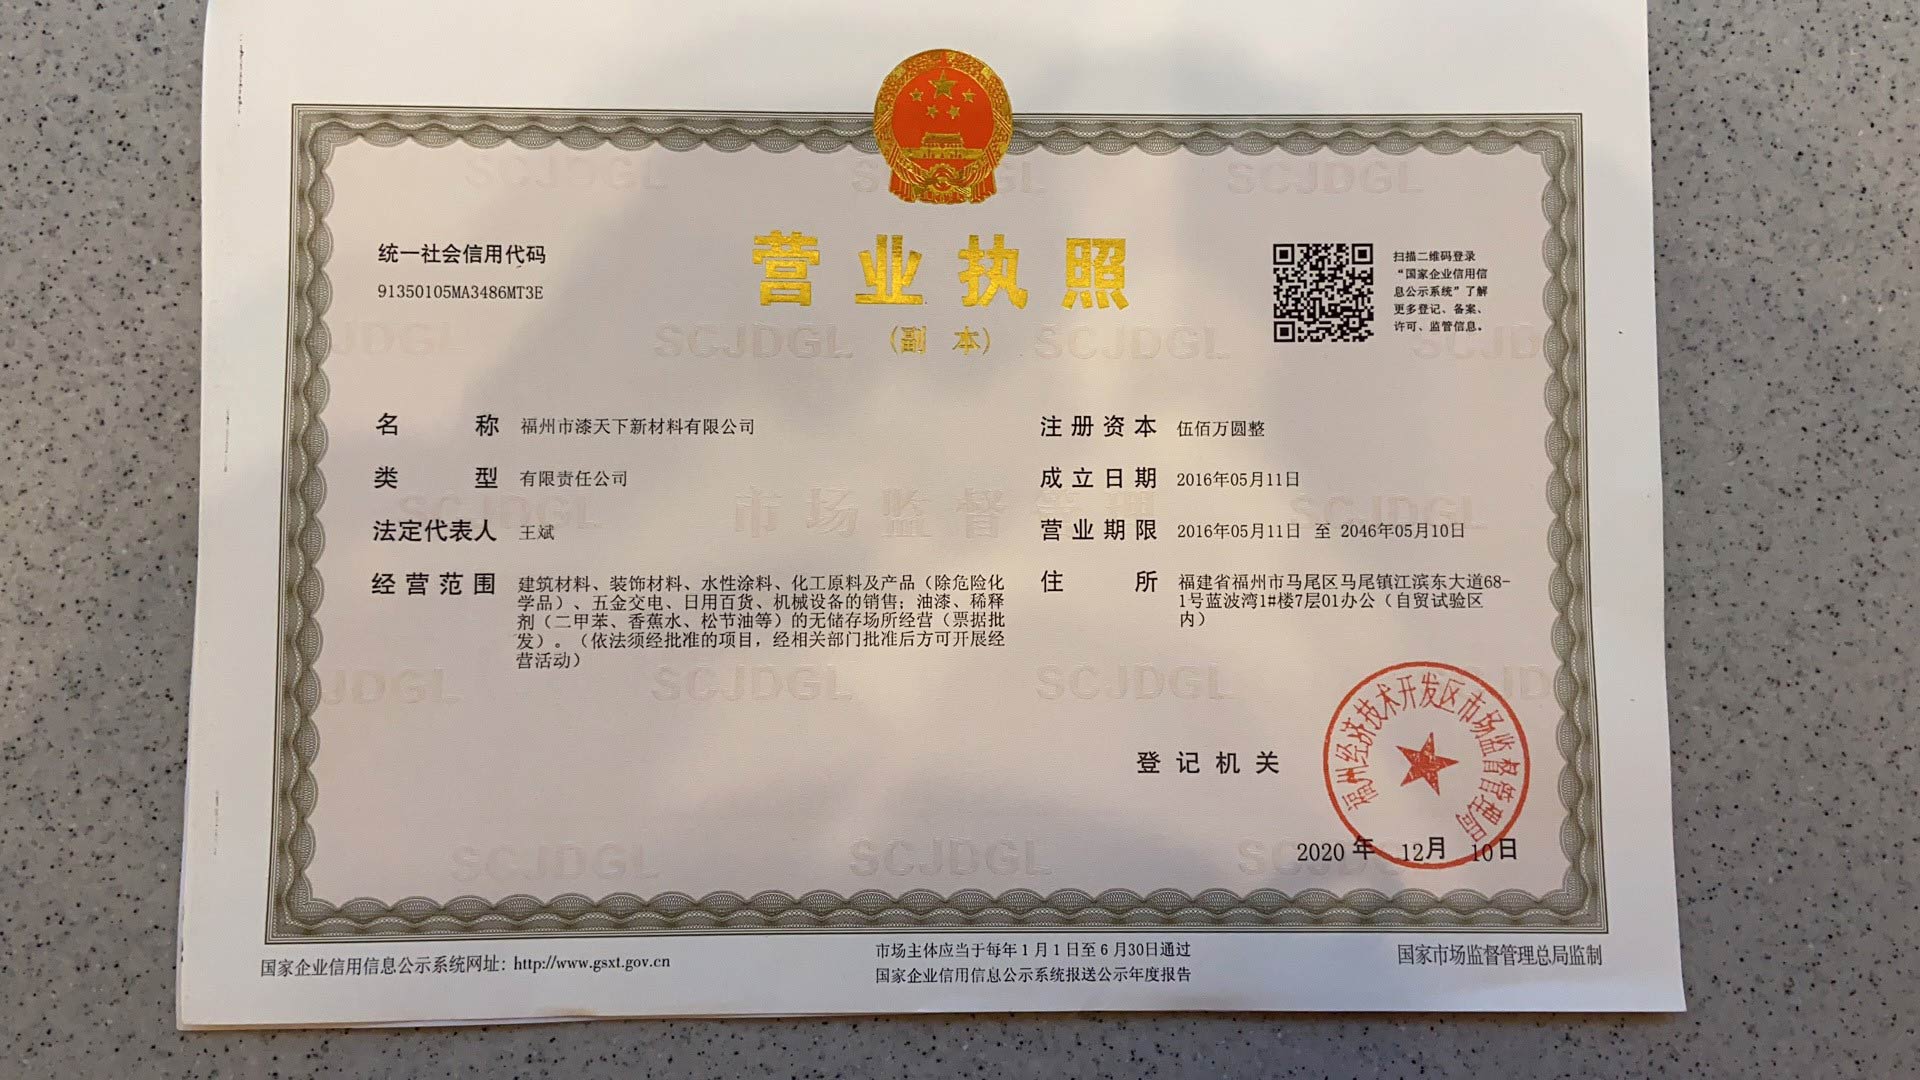 统一社会信用代码
91350105MA3486MT3E
营业执照
(副 本)
扫描二维码登录
“国家企业信用信
息公示系统”了解
更多登记、备案、
许可、监管信息。
名 称 福州市漆天下新材料有限公司
类 型 有限责任公司
法定代表人 王斌
经营范围 建筑材料、装饰材料、水性涂料、化工原料及产品（除危险化
学品）、五金交电、日用百货、机械设备的销售；油漆、稀释
剂（二甲苯、香蕉水、松节油等）的无储存场所经营（票据批
发）。（依法须经批准的项目，经相关部门批准后方可开展经
营活动）
注册资本 伍佰万圆整
成立日期 2016年05月11日
营业期限 2016年05月11日 至 2046年05月10日
住 所 福建省福州市马尾区马尾镇江滨东大道68-
1号蓝波湾1#楼7层01办公（自贸试验区
内）
登记机关
福州经济技术开发区市场监督管理局
2020 年 12月 10日
国家企业信用信息公示系统网址：http://www.gsxt.gov.cn
市场主体应当于每年1月1日至6月30日通过
国家企业信用信息公示系统报送公示年度报告
国家市场监督管理总局监制
SCJDGL
市场监督管理